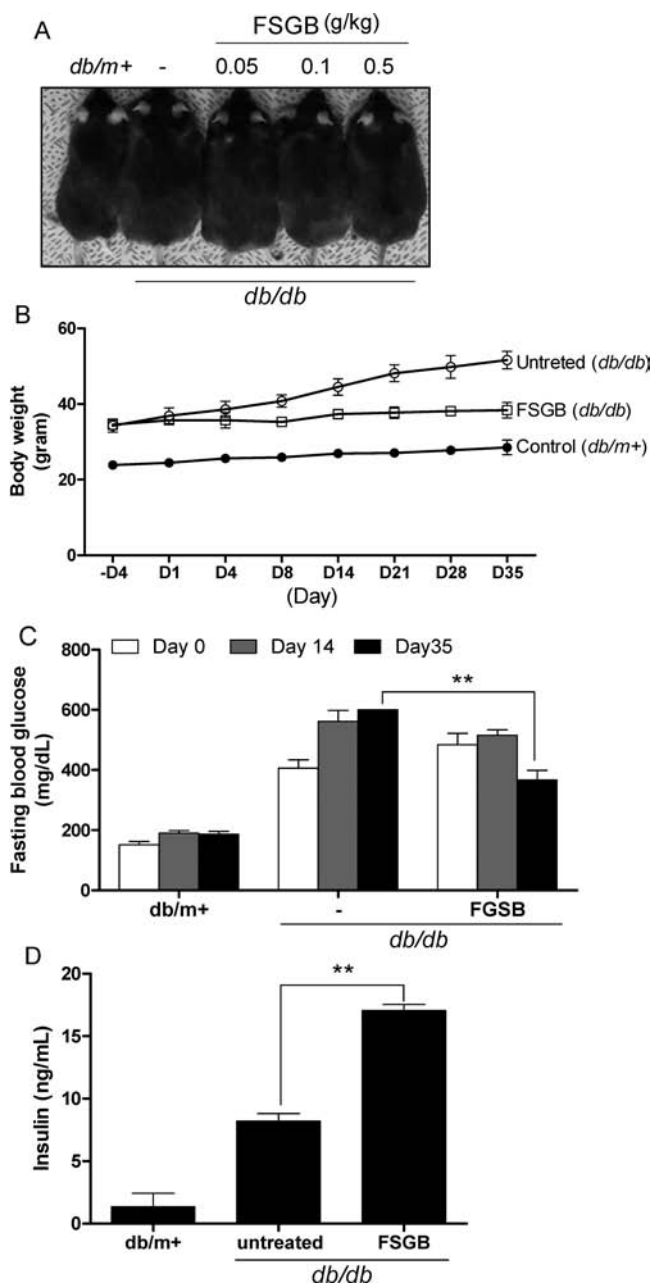 A
FSGB (g/kg)
db/m+ - 0.05 0.1 0.5
db/db
B
Body weight
(gram)
60
40
20
0
Untreted (db/db)
FSGB (db/db)
Control (db/m+)
-D4 D1 D4 D8 D14 D21 D28 D35
(Day)
C
Day 0 Day 14 Day35
Fasting blood glucose
(mg/dL)
800
600
400
200
0
**
db/m+ - FGSB
db/db
D
Insulin (ng/mL)
20
15
10
5
0
**
db/m+ untreated FSGB
db/db